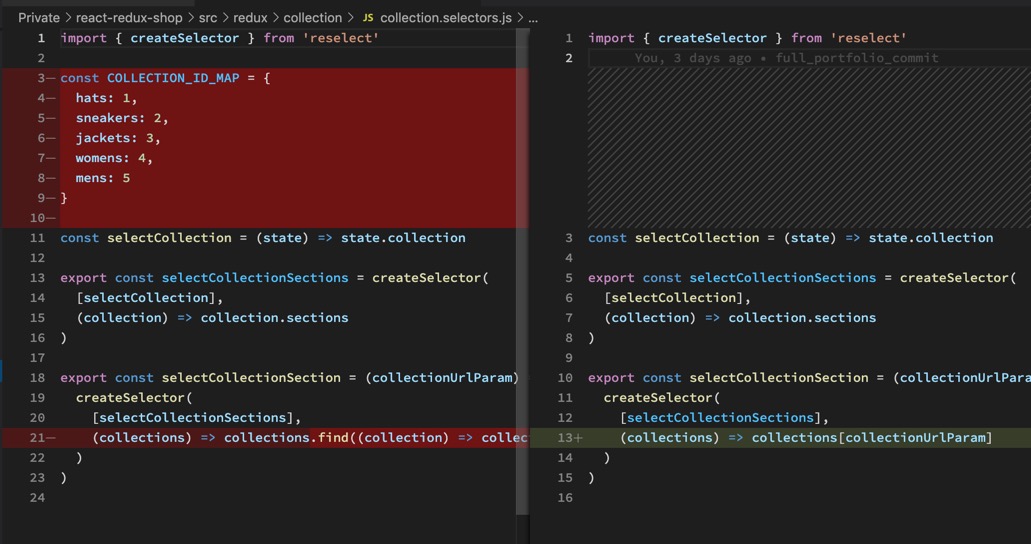 Private > react-redux-shop > src > redux > collection > JS collection.selectors.js > ...
1 import { createSelector } from 'reselect'
2
3— const COLLECTION_ID_MAP = {
4— hats: 1,
5— sneakers: 2,
6— jackets: 3,
7— womens: 4,
8— mens: 5
9— }
10—
11 const selectCollection = (state) => state.collection
12
13 export const selectCollectionSections = createSelector(
14 [selectCollection],
15 (collection) => collection.sections
16 )
17
18 export const selectCollectionSection = (collectionUrlParam)
19 createSelector(
20 [selectCollectionSections],
21— (collections) => collections.find((collection) => collec
22 )
23 )
24
1 import { createSelector } from 'reselect'
2 You, 3 days ago • full_portfolio_commit
3 const selectCollection = (state) => state.collection
4
5 export const selectCollectionSections = createSelector(
6 [selectCollection],
7 (collection) => collection.sections
8 )
9
10 export const selectCollectionSection = (collectionUrlPara
11 createSelector(
12 [selectCollectionSections],
13+ (collections) => collections[collectionUrlParam]
14 )
15 )
16